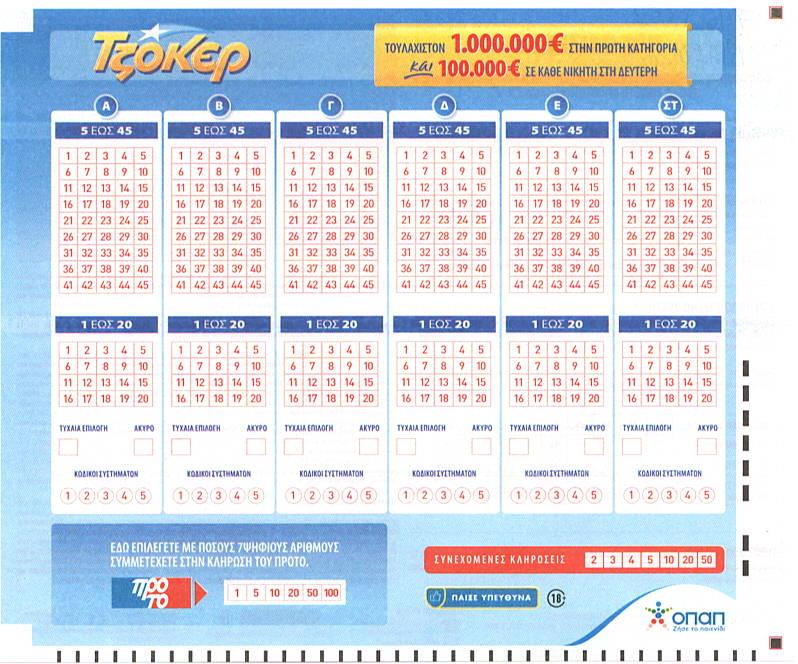 Τζόκερ
ΤΟΥΛΑΧΙΣΤΟΝ 1.000.000€ ΣΤΗΝ ΠΡΩΤΗ ΚΑΤΗΓΟΡΙΑ
και 100.000€ ΣΕ ΚΑΘΕ ΝΙΚΗΤΗ ΣΤΗ ΔΕΥΤΕΡΗ
Α Β Γ Δ Ε ΣΤ
5 ΕΩΣ 45 5 ΕΩΣ 45 5 ΕΩΣ 45 5 ΕΩΣ 45 5 ΕΩΣ 45 5 ΕΩΣ 45
1 2 3 4 5 1 2 3 4 5 1 2 3 4 5 1 2 3 4 5 1 2 3 4 5 1 2 3 4 5
6 7 8 9 10 6 7 8 9 10 6 7 8 9 10 6 7 8 9 10 6 7 8 9 10 6 7 8 9 10
11 12 13 14 15 11 12 13 14 15 11 12 13 14 15 11 12 13 14 15 11 12 13 14 15 11 12 13 14 15
16 17 18 19 20 16 17 18 19 20 16 17 18 19 20 16 17 18 19 20 16 17 18 19 20 16 17 18 19 20
21 22 23 24 25 21 22 23 24 25 21 22 23 24 25 21 22 23 24 25 21 22 23 24 25 21 22 23 24 25
26 27 28 29 30 26 27 28 29 30 26 27 28 29 30 26 27 28 29 30 26 27 28 29 30 26 27 28 29 30
31 32 33 34 35 31 32 33 34 35 31 32 33 34 35 31 32 33 34 35 31 32 33 34 35 31 32 33 34 35
36 37 38 39 40 36 37 38 39 40 36 37 38 39 40 36 37 38 39 40 36 37 38 39 40 36 37 38 39 40
41 42 43 44 45 41 42 43 44 45 41 42 43 44 45 41 42 43 44 45 41 42 43 44 45 41 42 43 44 45
1 ΕΩΣ 20 1 ΕΩΣ 20 1 ΕΩΣ 20 1 ΕΩΣ 20 1 ΕΩΣ 20 1 ΕΩΣ 20
1 2 3 4 5 1 2 3 4 5 1 2 3 4 5 1 2 3 4 5 1 2 3 4 5 1 2 3 4 5
6 7 8 9 10 6 7 8 9 10 6 7 8 9 10 6 7 8 9 10 6 7 8 9 10 6 7 8 9 10
11 12 13 14 15 11 12 13 14 15 11 12 13 14 15 11 12 13 14 15 11 12 13 14 15 11 12 13 14 15
16 17 18 19 20 16 17 18 19 20 16 17 18 19 20 16 17 18 19 20 16 17 18 19 20 16 17 18 19 20
ΤΥΧΑΙΑ ΕΠΙΛΟΓΗ ΑΚΥΡΟ ΤΥΧΑΙΑ ΕΠΙΛΟΓΗ ΑΚΥΡΟ ΤΥΧΑΙΑ ΕΠΙΛΟΓΗ ΑΚΥΡΟ ΤΥΧΑΙΑ ΕΠΙΛΟΓΗ ΑΚΥΡΟ ΤΥΧΑΙΑ ΕΠΙΛΟΓΗ ΑΚΥΡΟ ΤΥΧΑΙΑ ΕΠΙΛΟΓΗ ΑΚΥΡΟ
ΚΩΔΙΚΟΙ ΣΥΣΤΗΜΑΤΩΝ ΚΩΔΙΚΟΙ ΣΥΣΤΗΜΑΤΩΝ ΚΩΔΙΚΟΙ ΣΥΣΤΗΜΑΤΩΝ ΚΩΔΙΚΟΙ ΣΥΣΤΗΜΑΤΩΝ ΚΩΔΙΚΟΙ ΣΥΣΤΗΜΑΤΩΝ ΚΩΔΙΚΟΙ ΣΥΣΤΗΜΑΤΩΝ
1 2 3 4 5 1 2 3 4 5 1 2 3 4 5 1 2 3 4 5 1 2 3 4 5 1 2 3 4 5
ΕΔΩ ΕΠΙΛΕΓΕΤΕ ΜΕ ΠΟΣΟΥΣ 7ΨΗΦΙΟΥΣ ΑΡΙΘΜΟΥΣ
ΣΥΜΜΕΤΕΧΕΤΕ ΣΤΗΝ ΚΛΗΡΩΣΗ ΤΟΥ ΠΡΟΤΟ.
προ
το
1 5 10 20 50 100
ΣΥΝΕΧΟΜΕΝΕΣ ΚΛΗΡΩΣΕΙΣ 2 3 4 5 10 20 50
ΠΑΙΞΕ ΥΠΕΥΘΥΝΑ 18+
οπαπ
Ζήσε το παιχνίδι